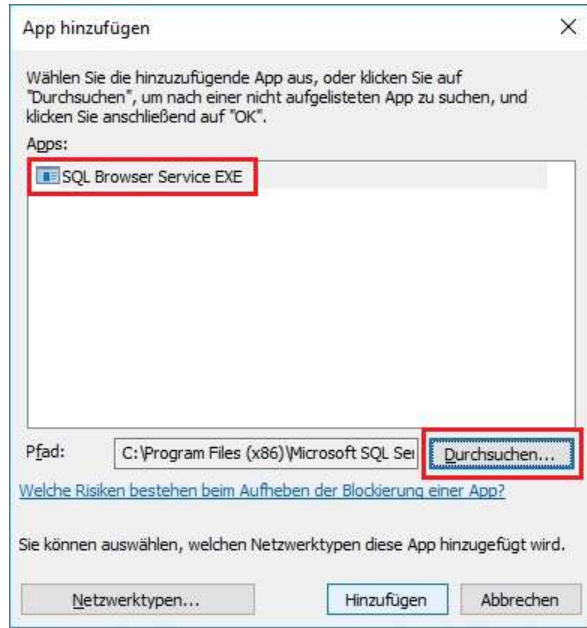 App hinzufügen
Wählen Sie die hinzuzufügende App aus, oder klicken Sie auf
"Durchsuchen", um nach einer nicht aufgelisteten App zu suchen, und
klicken Sie anschließend auf "OK".
Apps:
SQL Browser Service EXE
Pfad: C:\Program Files (x86)\Microsoft SQL Ser Durchsuchen...
Welche Risiken bestehen beim Aufheben der Blockierung einer App?
Sie können auswählen, welchen Netzwerktypen diese App hinzugefügt wird.
Netzwerktypen... Hinzufügen Abbrechen